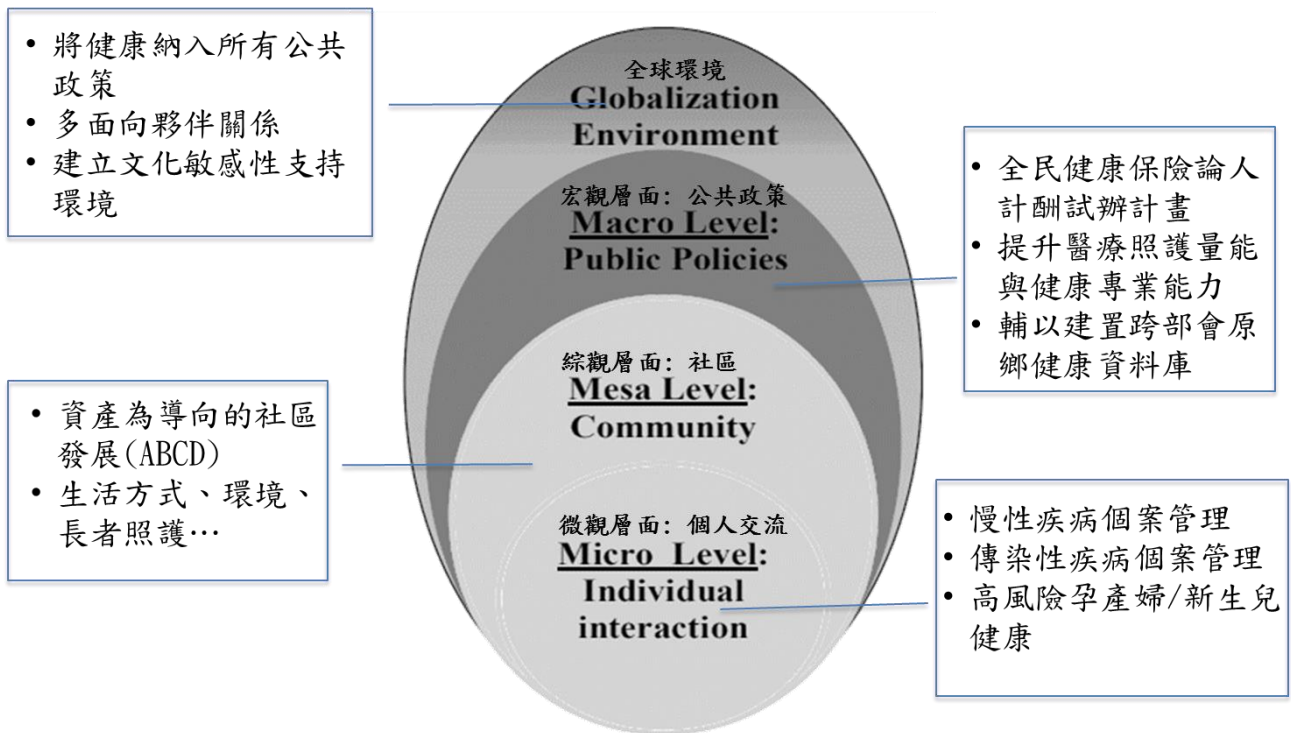 • 將健康納入所有公共
政策
• 多面向夥伴關係
• 建立文化敏感性支持
環境
全球環境
Globalization
Environment
宏觀層面: 公共政策
Macro Level:
Public Policies
• 全民健康保險論人
計酬試辦計畫
• 提升醫療照護量能
與健康專業能力
• 輔以建置跨部會原
鄉健康資料庫
綜觀層面: 社區
Mesa Level:
Community
• 資產為導向的社區
發展(ABCD)
• 生活方式、環境、
長者照護…
微觀層面: 個人交流
Micro Level:
Individual
interaction
• 慢性疾病個案管理
• 傳染性疾病個案管理
• 高風險孕產婦/新生兒
健康